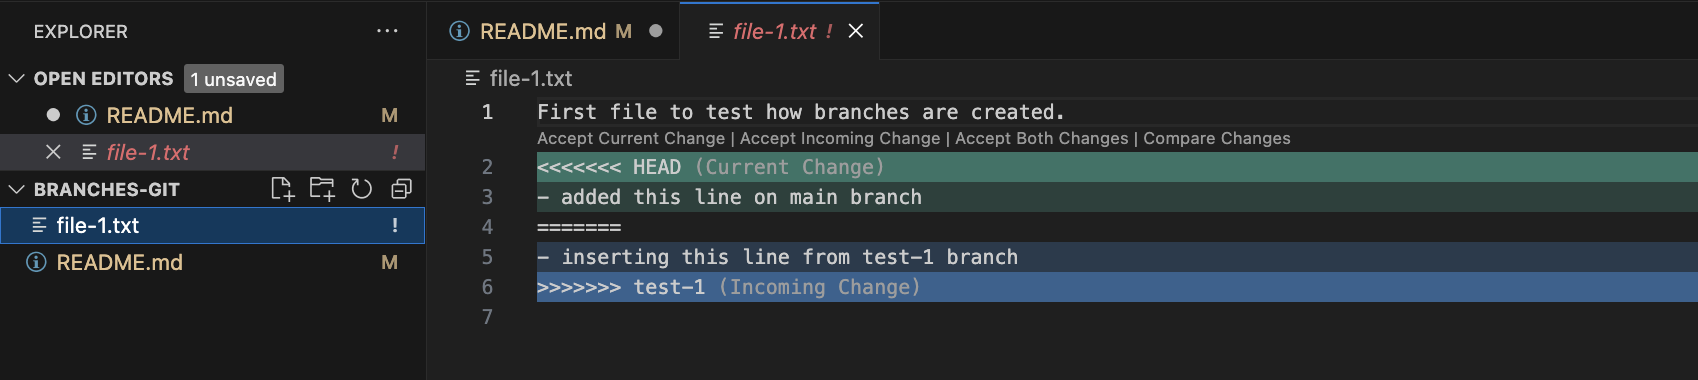 EXPLORER ...
OPEN EDITORS 1 unsaved
README.md M
file-1.txt !
BRANCHES-GIT
file-1.txt !
README.md M
README.md M
file-1.txt !
file-1.txt
1 First file to test how branches are created.
Accept Current Change | Accept Incoming Change | Accept Both Changes | Compare Changes
2 <<<<<<< HEAD (Current Change)
3 - added this line on main branch
4 =======
5 - inserting this line from test-1 branch
6 >>>>>>> test-1 (Incoming Change)
7